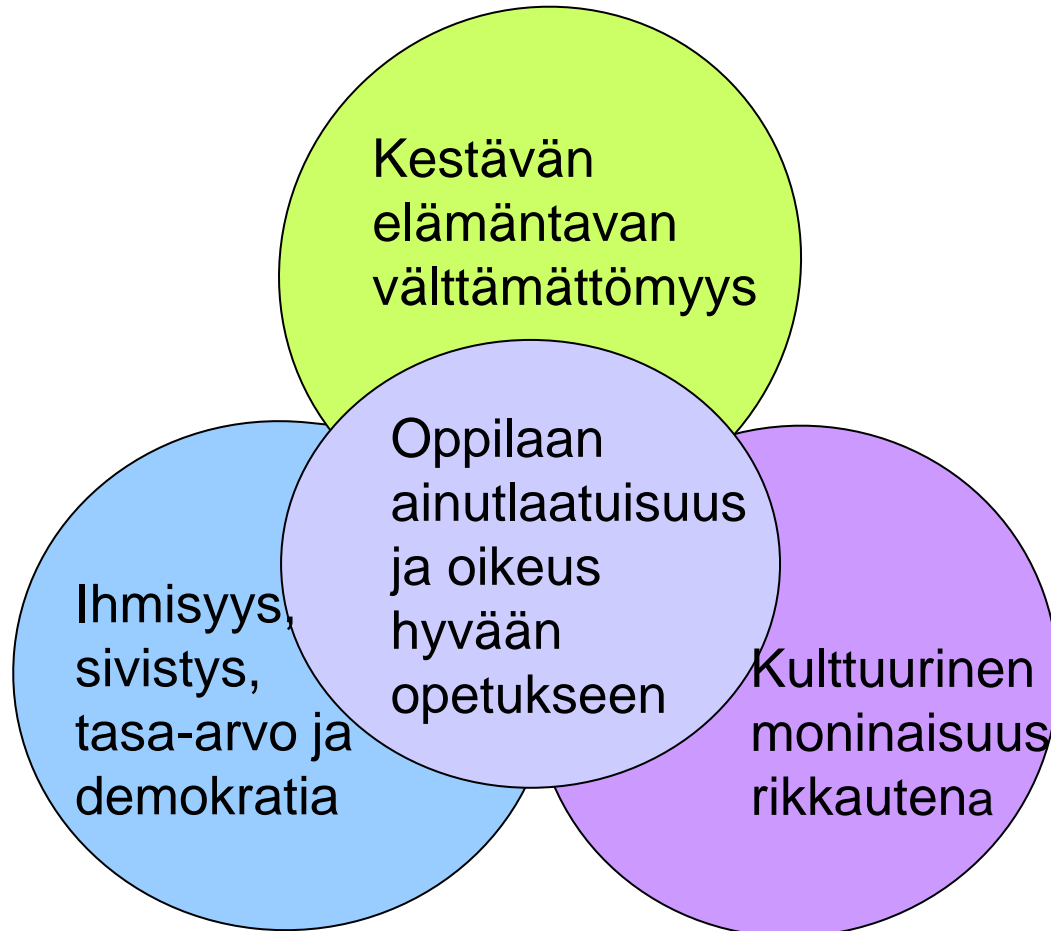 Kestävän
elämäntavan
välttämättömyys
Oppilaan
ainutlaatuisuus
ja oikeus
hyvään
opetukseen
Ihmisyys,
sivistys,
tasa-arvo ja
demokratia
Kulttuurinen
moninaisuus
rikkautena